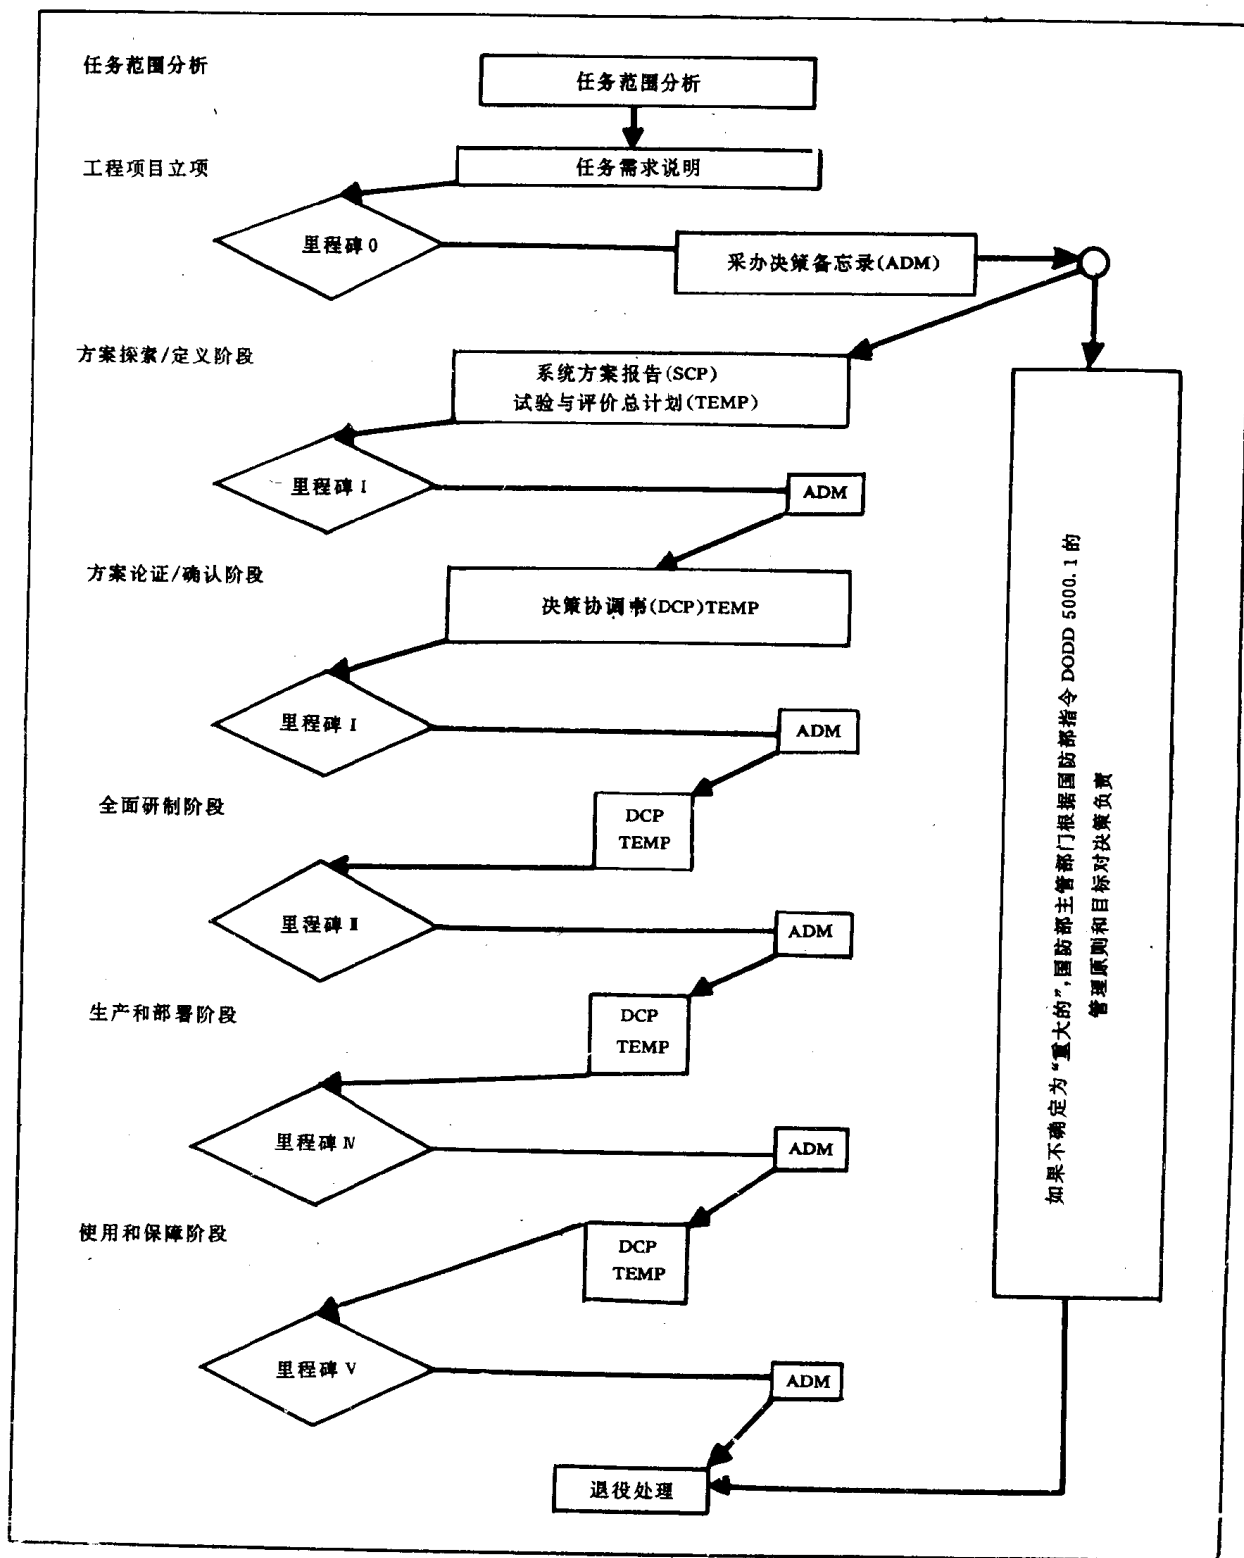 任务范围分析
任务范围分析
工程项目立项
任务需求说明
里程碑 0
采办决策备忘录(ADM)
方案探索/定义阶段
系统方案报告(SCP)
试验与评价总计划(TEMP)
里程碑 I
ADM
方案论证/确认阶段
决策协调书(DCP)TEMP
里程碑 I
ADM
全面研制阶段
DCP
TEMP
里程碑 Ⅱ
ADM
生产和部署阶段
DCP
TEMP
里程碑 Ⅳ
ADM
使用和保障阶段
DCP
TEMP
里程碑 V
ADM
退役处理
如果不确定为“重大的”,国防部主管部门根据国防部指令 DODD 5000.1 的
管理原则和目标对决策负责